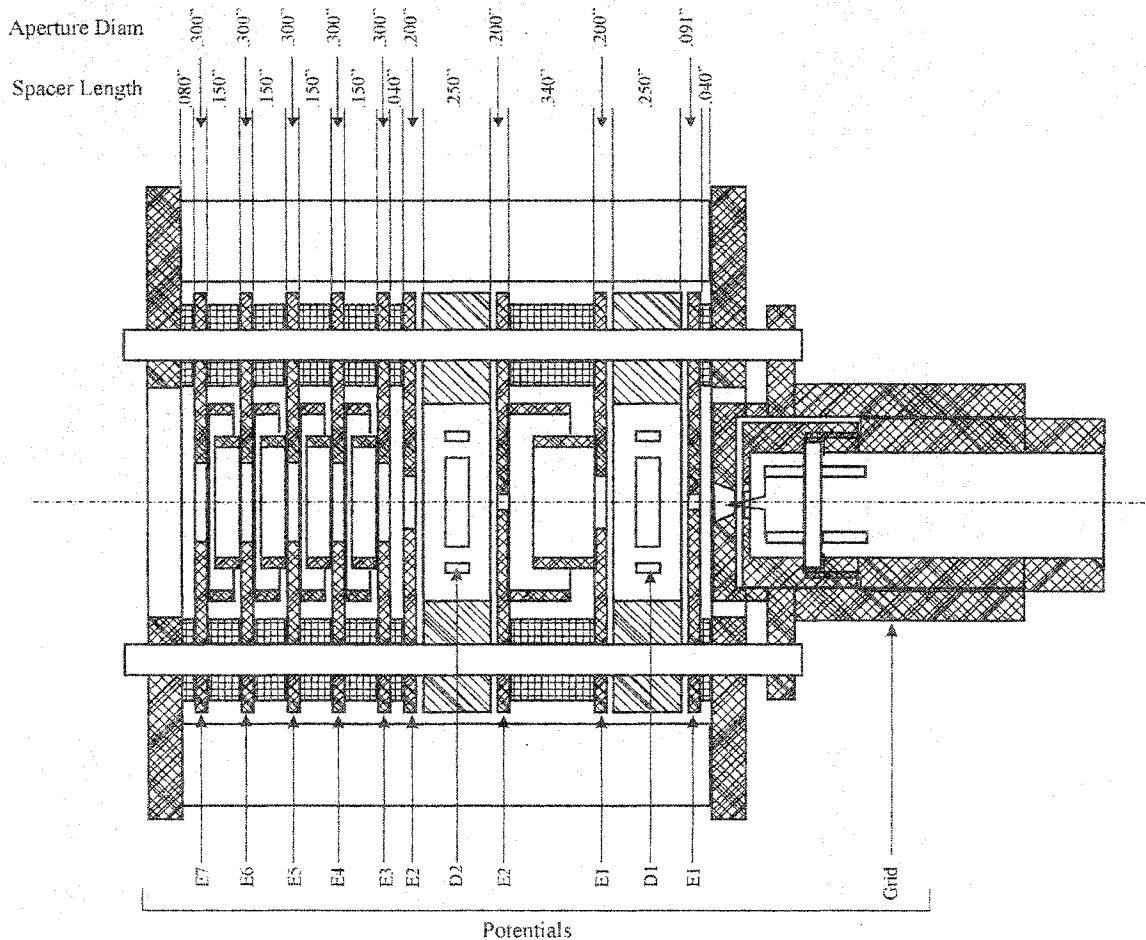 Aperture Diam .300" .300" .300" .300" .300" .200" .200" .200" .091"
Spacer Length .080" .150" .150" .150" .150" .040" .250" .340" .250" .040"
E7 E6 E5 E4 E3 E2 D2 E2 E1 D1 E1 Grid
Potentials